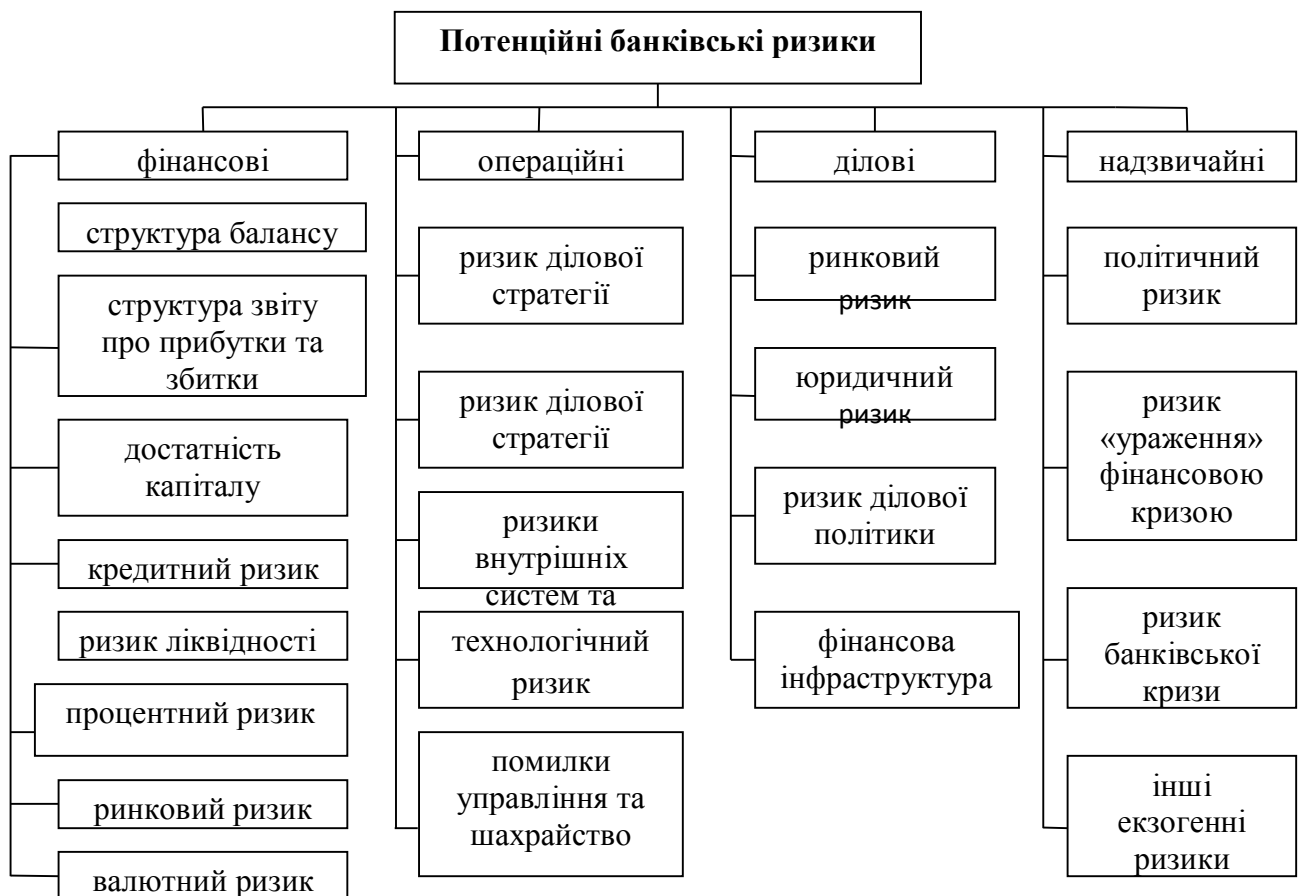 Потенційні банківські ризики
фінансові
структура балансу
структура звіту
про прибутки та
збитки
достатність
капіталу
кредитний ризик
ризик ліквідності
процентний ризик
ринковий ризик
валютний ризик
операційні
ризик ділової
стратегії
ризик ділової
стратегії
ризики
внутрішніх
систем та
технологічний
ризик
помилки
управління та
шахрайство
ділові
ринковий
ризик
юридичний
ризик
ризик ділової
політики
фінансова
інфраструктура
надзвичайні
політичний
ризик
ризик
«ураження»
фінансовою
кризою
ризик
банківської
кризи
інші
екзогенні
ризики